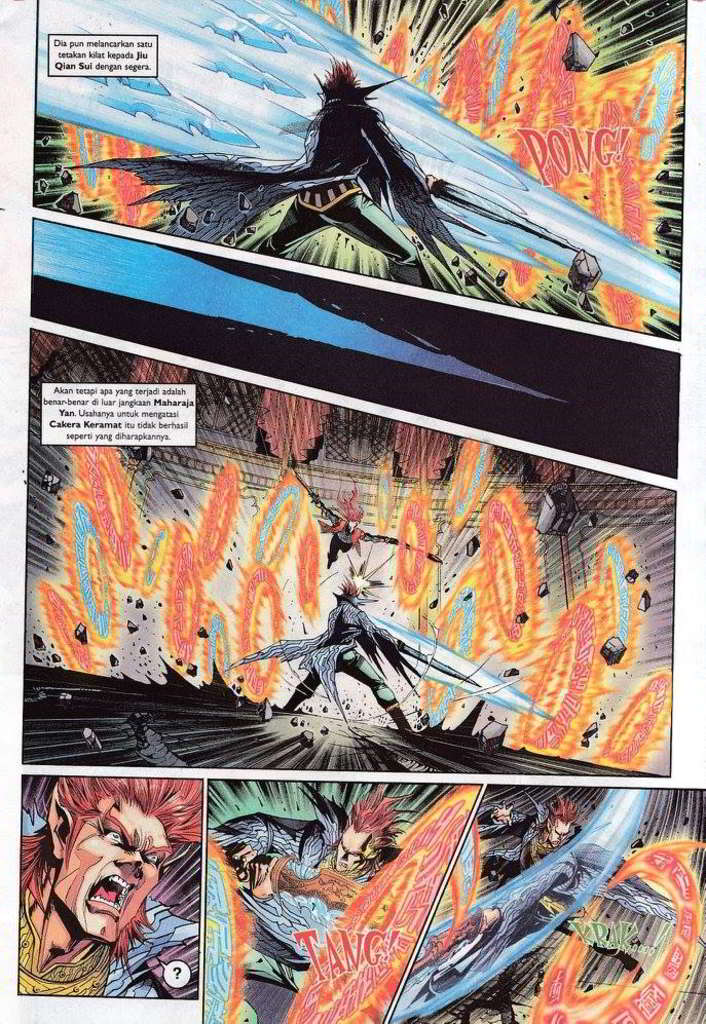 Dia pun melancarkan satu
tetakan kilat kepada Jiu
Qian Sui dengan segera.
PONG!
Akan tetapi apa yang terjadi adalah
benar-benar di luar jangkaan Maharaja
Yan. Usahanya untuk mengatasi
Cakera Keramat itu tidak berhasil
seperti yang diharapkannya.
?
TANG!